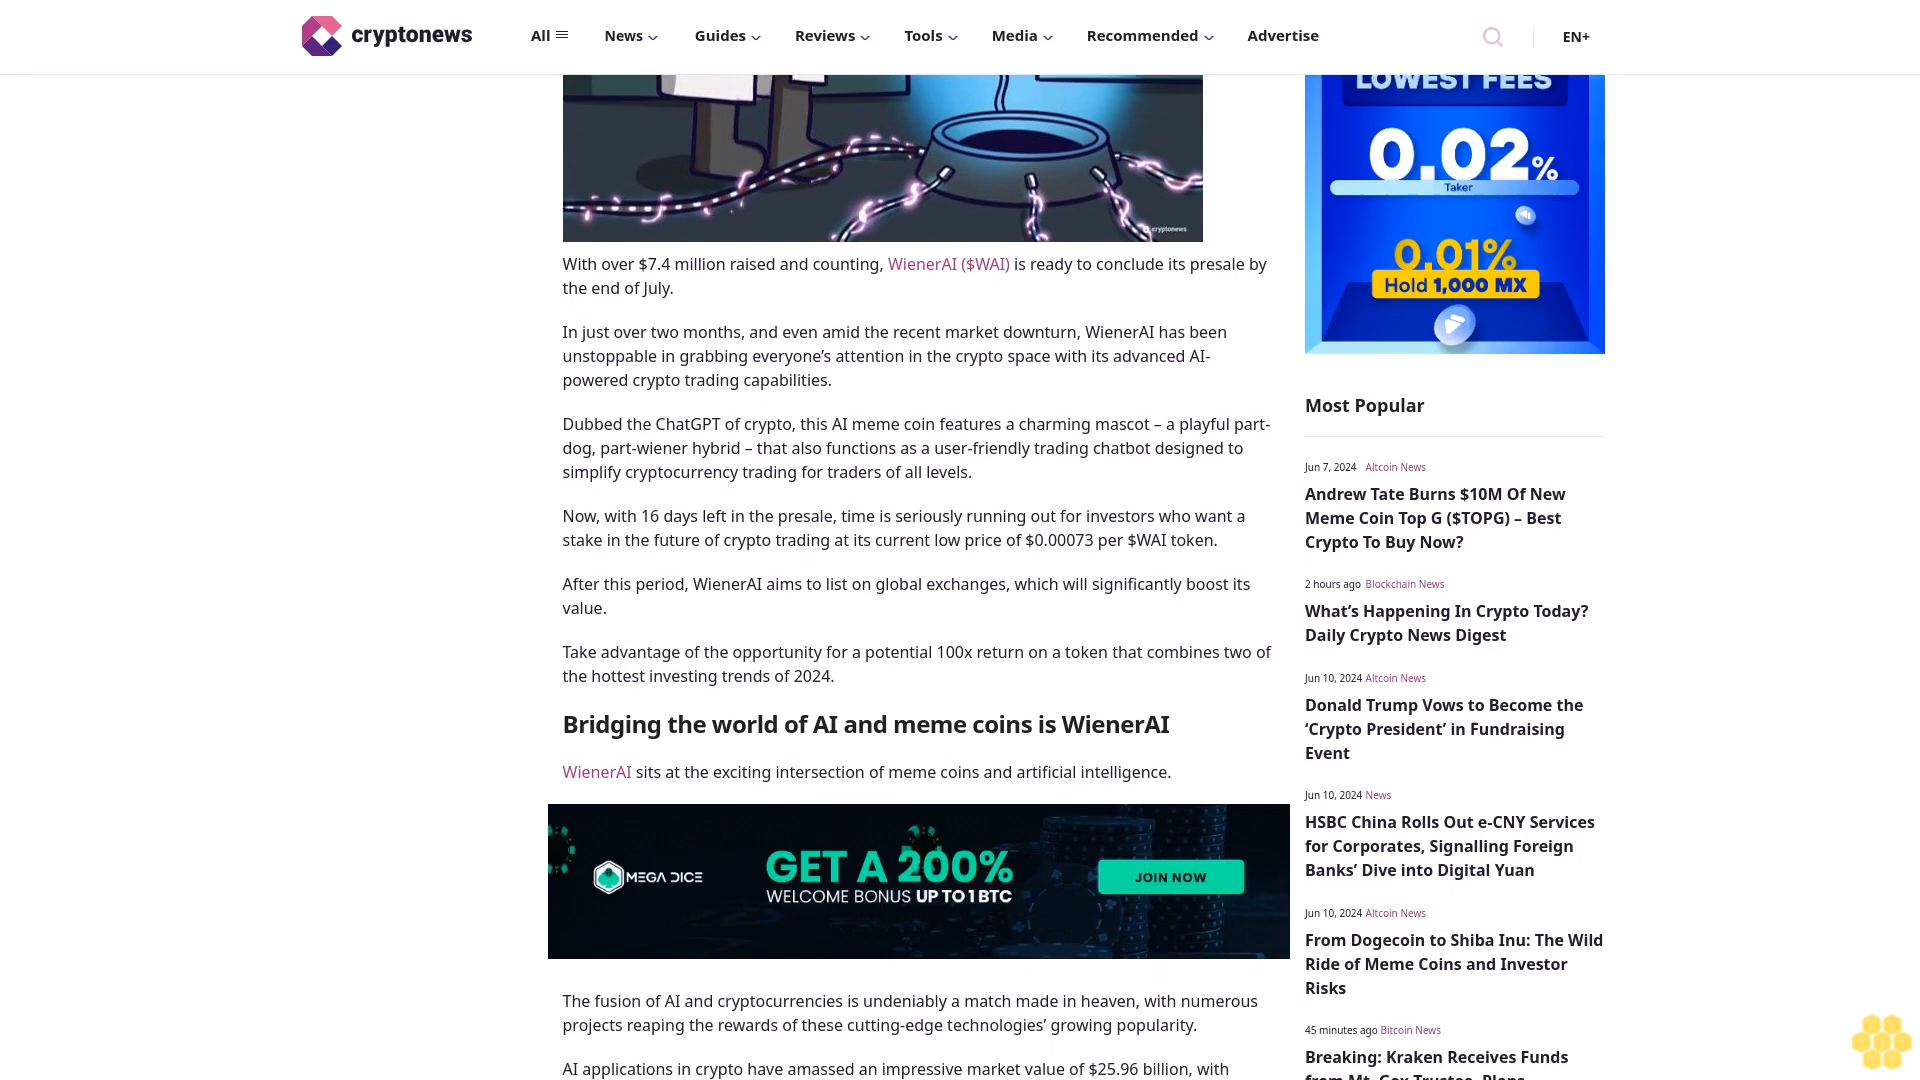 cryptonews
All
News
Guides
Reviews
Tools
Media
Recommended
Advertise
EN+
cryptonews
With over $7.4 million raised and counting, WienerAI ($WAI) is ready to conclude its presale by
the end of July.
In just over two months, and even amid the recent market downturn, WienerAI has been
unstoppable in grabbing everyone’s attention in the crypto space with its advanced AI-
powered crypto trading capabilities.
Dubbed the ChatGPT of crypto, this AI meme coin features a charming mascot – a playful part-
dog, part-wiener hybrid – that also functions as a user-friendly trading chatbot designed to
simplify cryptocurrency trading for traders of all levels.
Now, with 16 days left in the presale, time is seriously running out for investors who want a
stake in the future of crypto trading at its current low price of $0.00073 per $WAI token.
After this period, WienerAI aims to list on global exchanges, which will significantly boost its
value.
Take advantage of the opportunity for a potential 100x return on a token that combines two of
the hottest investing trends of 2024.
Bridging the world of AI and meme coins is WienerAI
WienerAI sits at the exciting intersection of meme coins and artificial intelligence.
MEGA DICE
GET A 200%
WELCOME BONUS UP TO 1 BTC
JOIN NOW
The fusion of AI and cryptocurrencies is undeniably a match made in heaven, with numerous
projects reaping the rewards of these cutting-edge technologies’ growing popularity.
AI applications in crypto have amassed an impressive market value of $25.96 billion, with
LOWEST FEES
0.02%
Taker
0.01%
Hold 1,000 MX
Most Popular
Jun 7, 2024 Altcoin News
Andrew Tate Burns $10M Of New
Meme Coin Top G ($TOPG) – Best
Crypto To Buy Now?
2 hours ago Blockchain News
What’s Happening In Crypto Today?
Daily Crypto News Digest
Jun 10, 2024 Altcoin News
Donald Trump Vows to Become the
‘Crypto President’ in Fundraising
Event
Jun 10, 2024 News
HSBC China Rolls Out e-CNY Services
for Corporates, Signalling Foreign
Banks’ Dive into Digital Yuan
Jun 10, 2024 Altcoin News
From Dogecoin to Shiba Inu: The Wild
Ride of Meme Coins and Investor
Risks
45 minutes ago Bitcoin News
Breaking: Kraken Receives Funds
from Mt. Gox Trustee, Plans